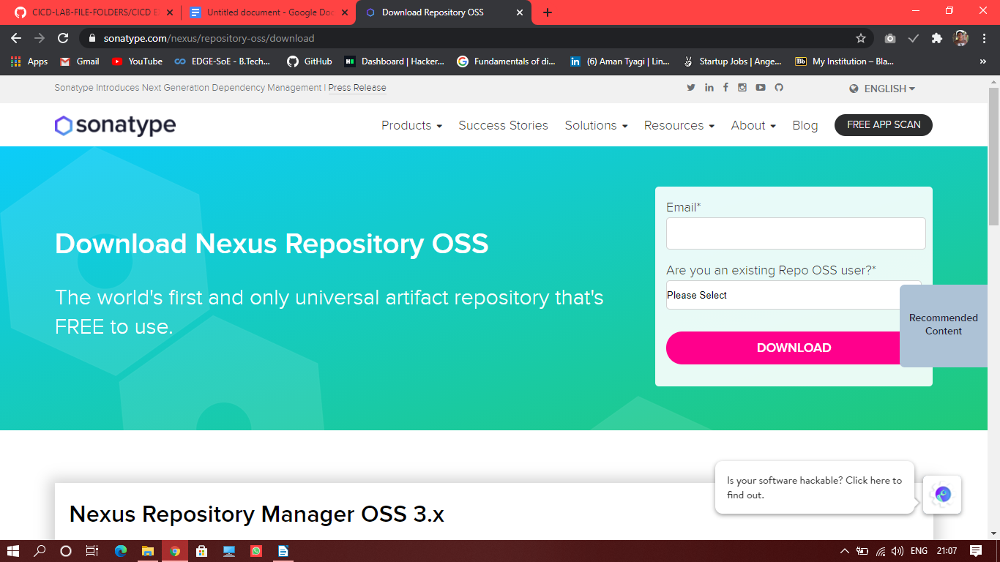 CICD-LAB-FILE-FOLDERS/CICD E
Untitled document - Google Doc
Download Repository OSS
sonatype.com/nexus/repository-oss/download
Apps
Gmail
YouTube
EDGE-SoE - B.Tech...
GitHub
Dashboard | Hacker...
Fundamentals of di...
(6) Aman Tyagi | Lin...
Startup Jobs | Ange...
Bb
My Institution – Bla...
»
Sonatype Introduces Next Generation Dependency Management | Press Release
ENGLISH
sonatype
Products
Success Stories
Solutions
Resources
About
Blog
FREE APP SCAN
Download Nexus Repository OSS
The world's first and only universal artifact repository that's
FREE to use.
Email*
Are you an existing Repo OSS user?*
Please Select
DOWNLOAD
Recommended
Content
Is your software hackable? Click here to
find out.
Nexus Repository Manager OSS 3.x
ENG
21:07